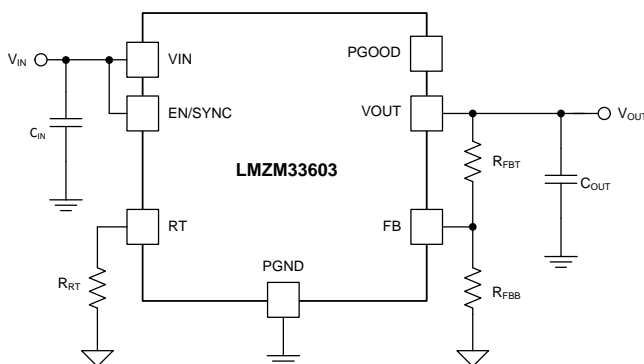 PGOOD
VIN
VIN
VOUT
EN/SYNC
VOUT
CIN
RFBT
LMZM33603
COUT
RT
FB
PGND
RRT
RFBB